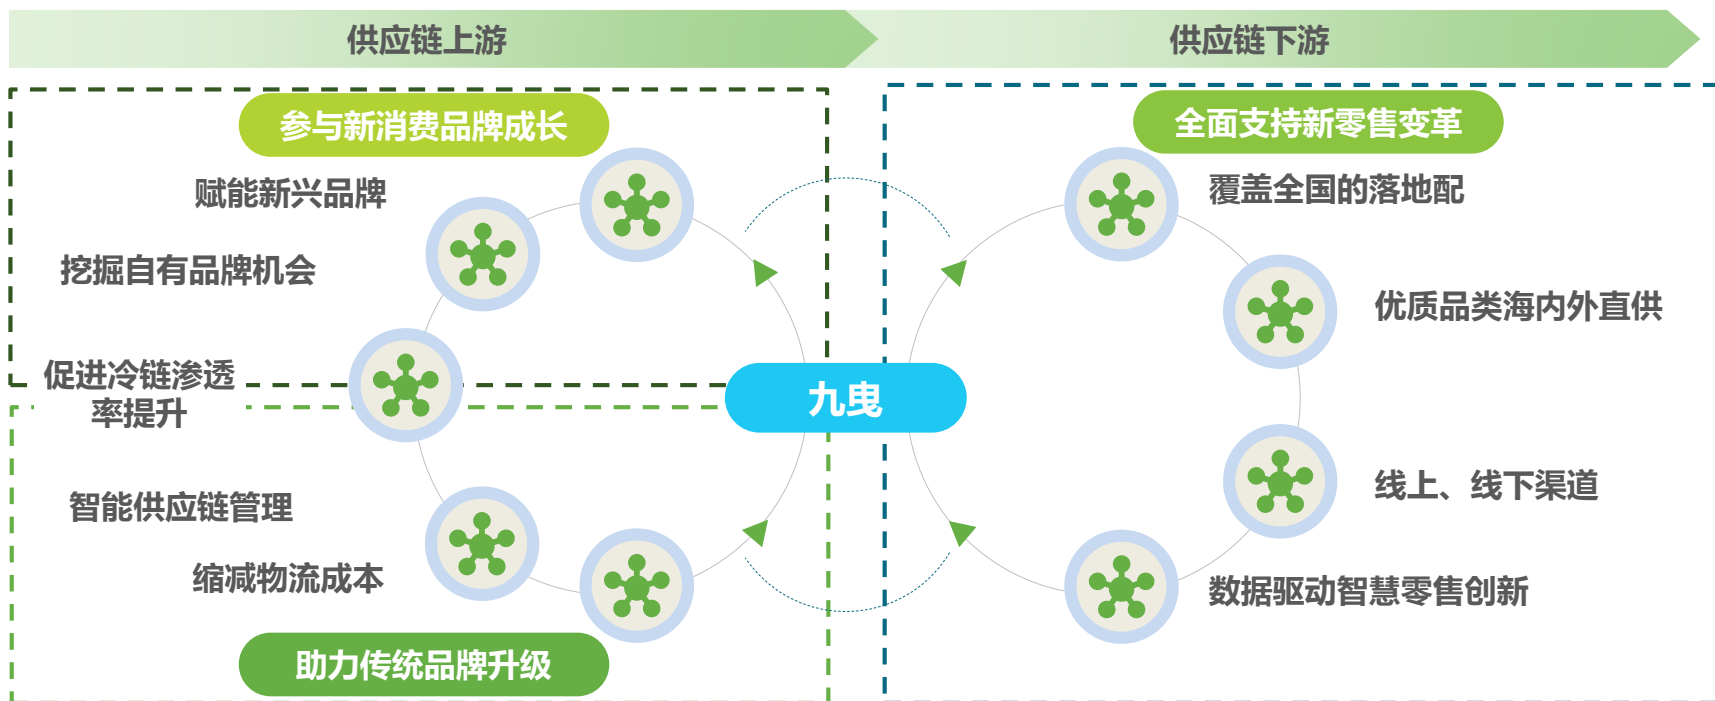 供应链上游
供应链下游
参与新消费品牌成长
赋能新兴品牌
挖掘自有品牌机会
促进冷链渗透
率提升
智能供应链管理
缩减物流成本
助力传统品牌升级
九曳
全面支持新零售变革
覆盖全国的落地配
优质品类海内外直供
线上、线下渠道
数据驱动智慧零售创新